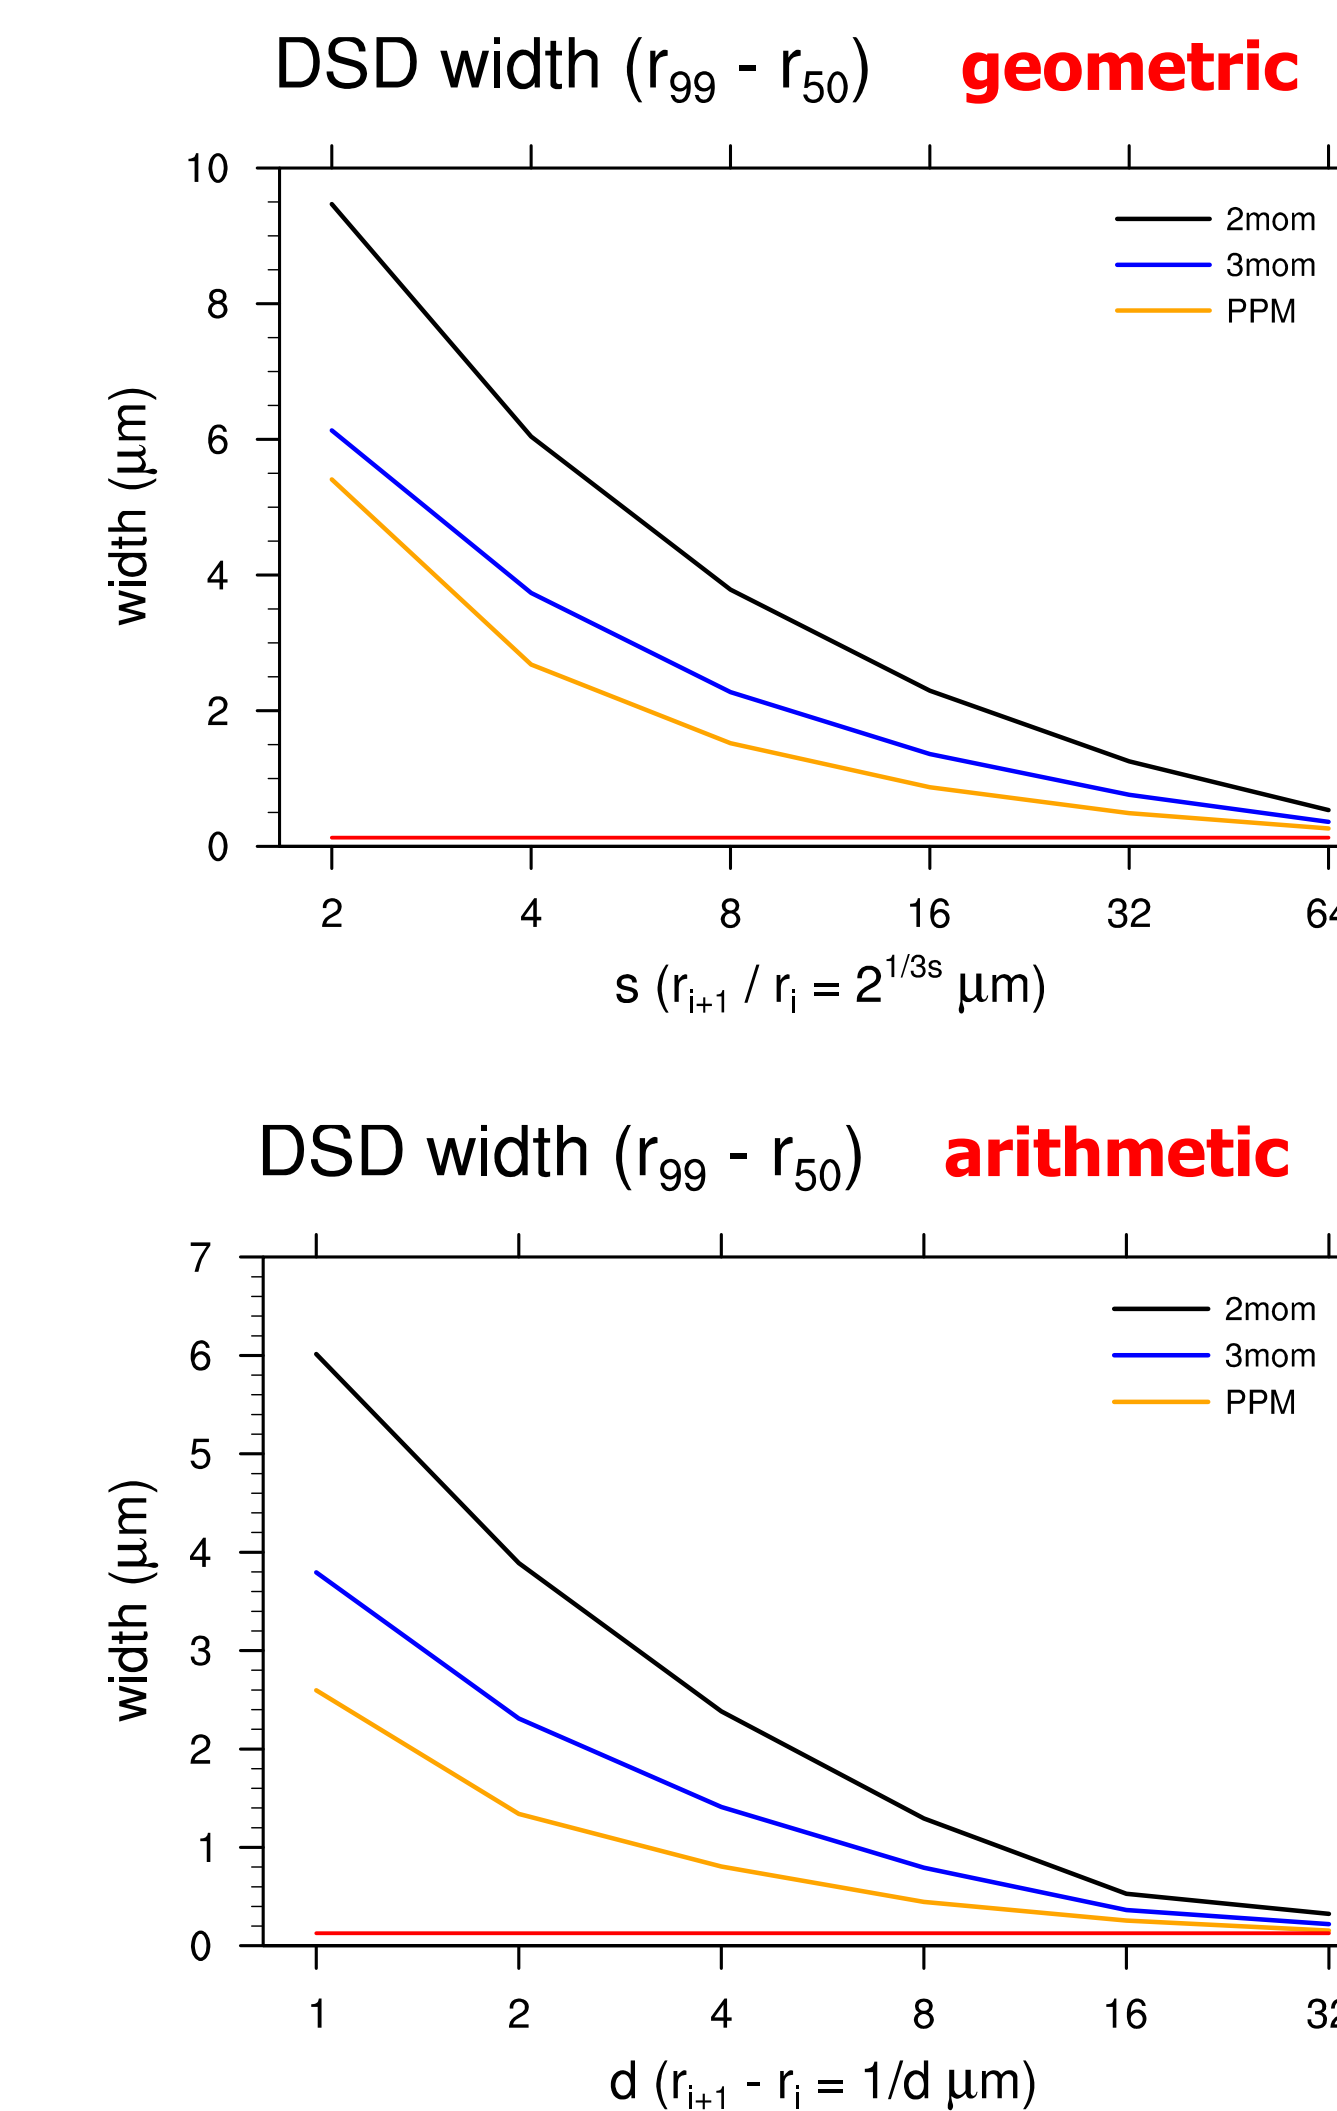 DSD width (r99 - r50) geometric
10
2mom
3mom
PPM
8
6
4
2
0
width (μm)
2 4 8 16 32 64
s (ri+1 / ri = 2^1/3s μm)
DSD width (r99 - r50) arithmetic
7
2mom
3mom
PPM
6
5
4
3
2
1
0
width (μm)
1 2 4 8 16 32
d (ri+1 - ri = 1/d μm)